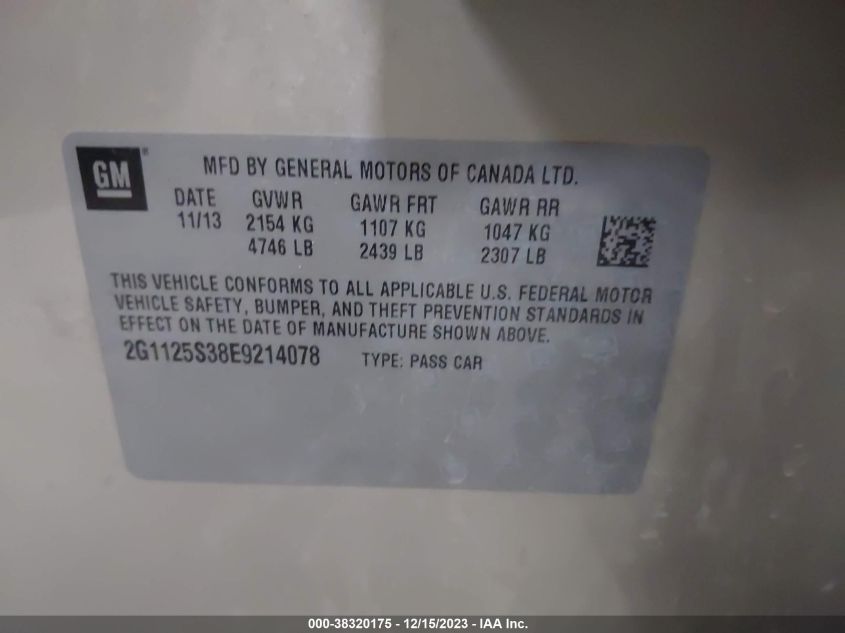 GM®
MFD BY GENERAL MOTORS OF CANADA LTD.
DATE GVWR GAWR FRT GAWR RR
11/13 2154 KG 1107 KG 1047 KG
4746 LB 2439 LB 2307 LB
THIS VEHICLE CONFORMS TO ALL APPLICABLE U.S. FEDERAL MOTOR
VEHICLE SAFETY, BUMPER, AND THEFT PREVENTION STANDARDS IN
EFFECT ON THE DATE OF MANUFACTURE SHOWN ABOVE.
2G1125S38E9214078 TYPE: PASS CAR
000-38320175 - 12/15/2023 - IAA Inc.